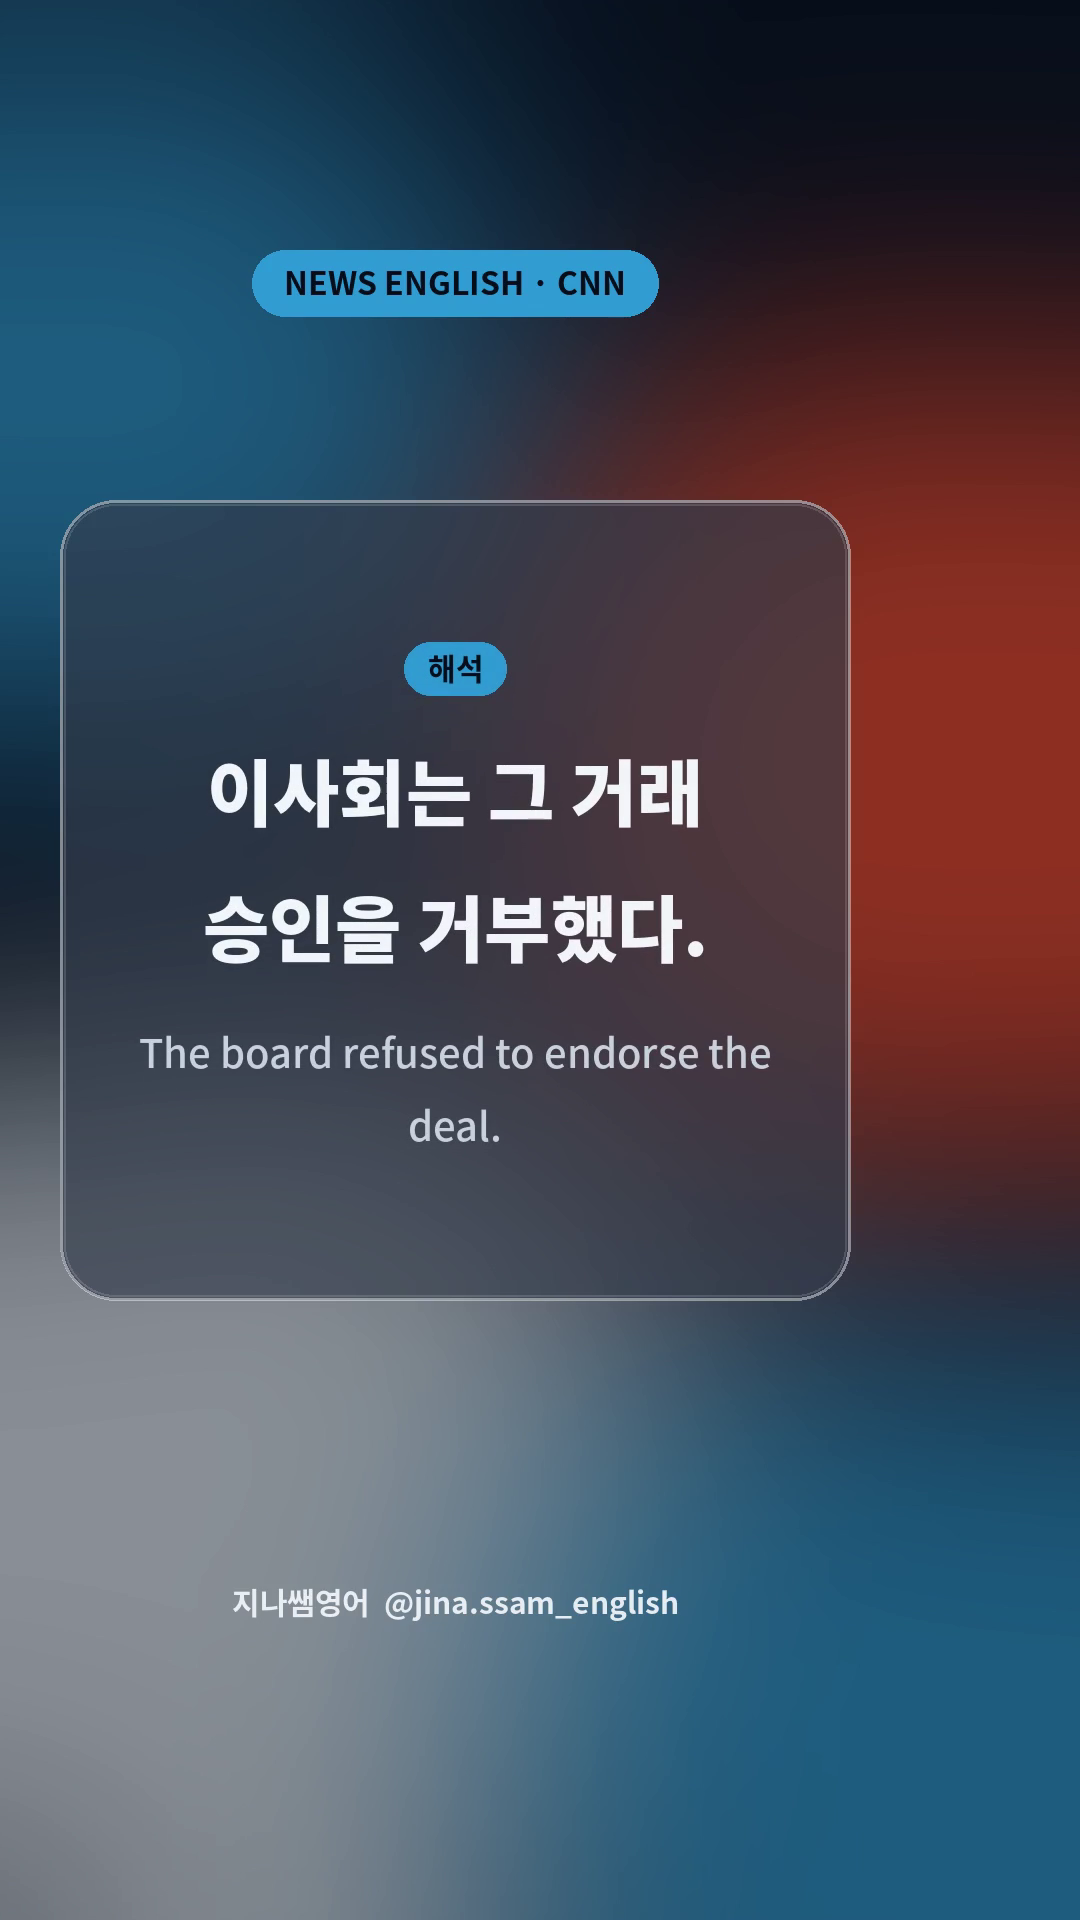 NEWS ENGLISH · CNN
해석
이사회는 그 거래
승인을 거부했다.
The board refused to endorse the
deal.
지나쌤영어 @jina.ssam_english